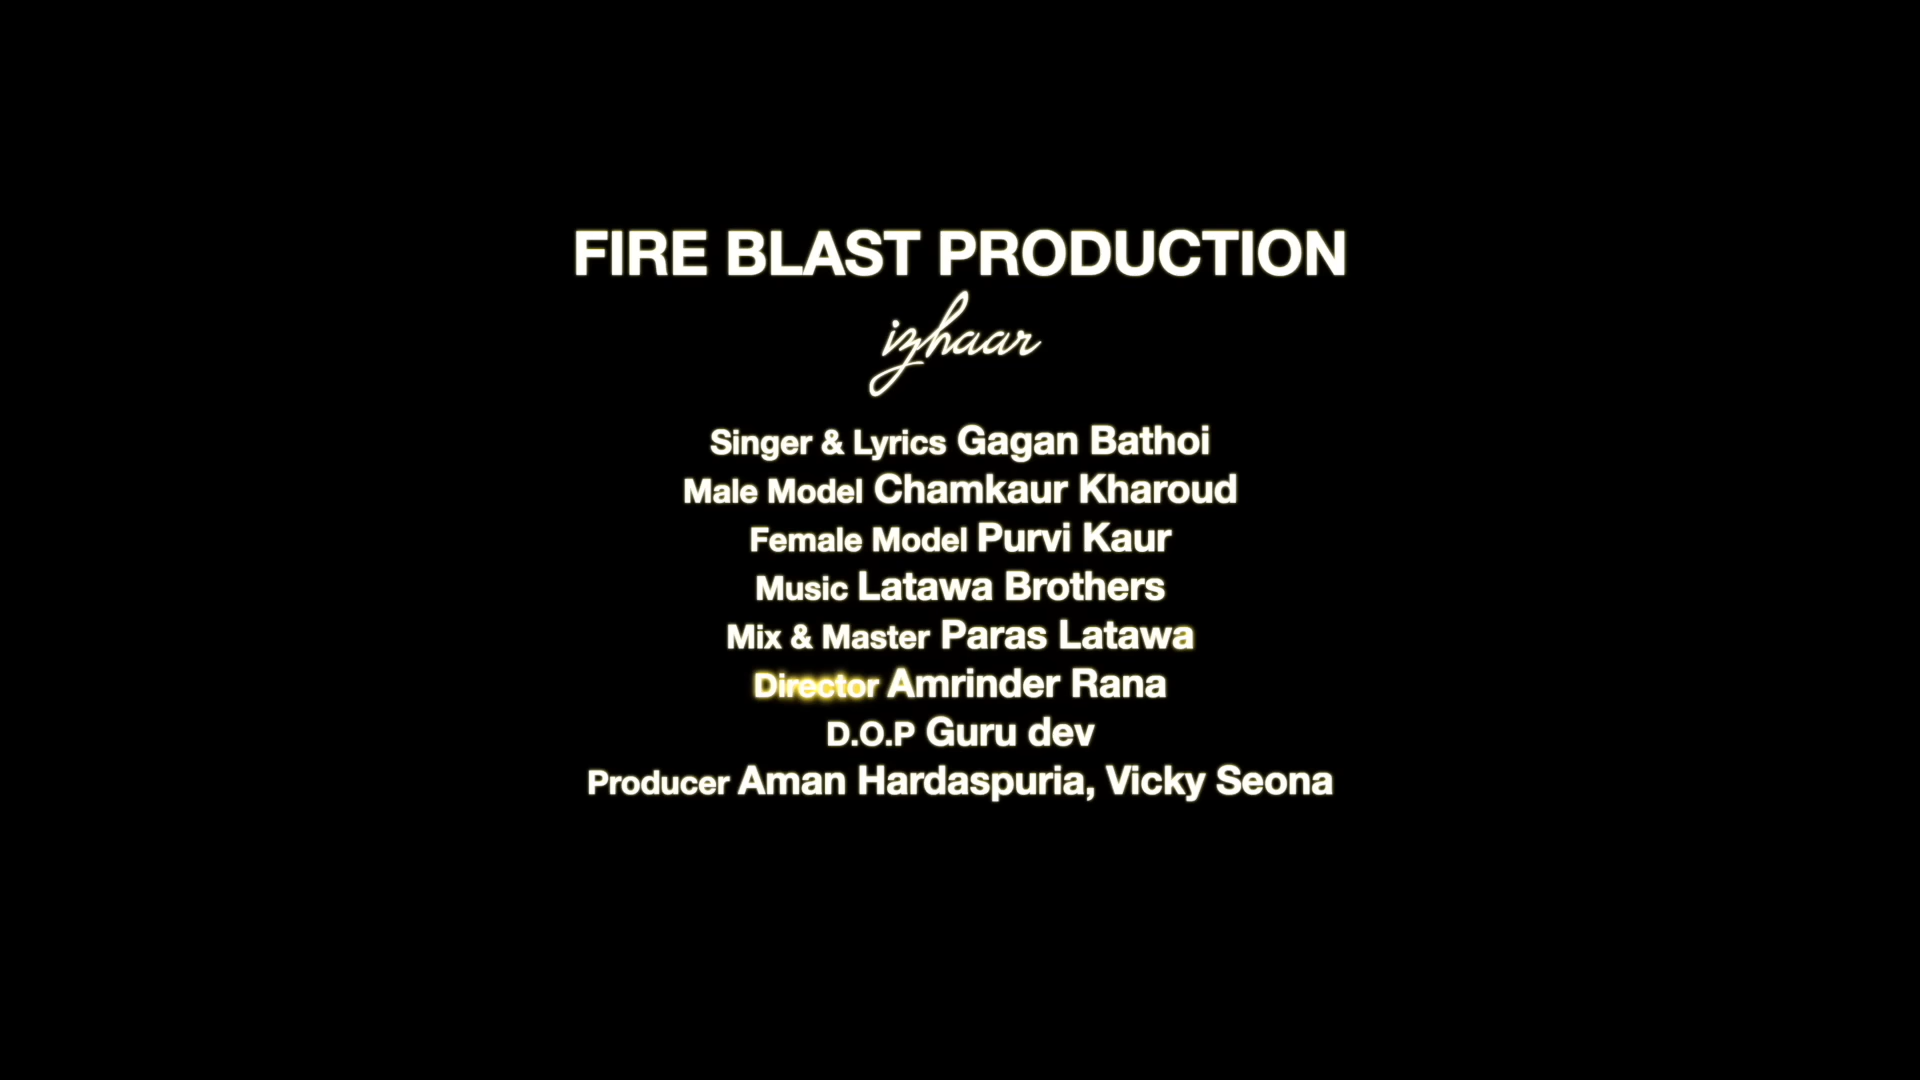 FIRE BLAST PRODUCTION
izhaar
Singer & Lyrics Gagan Bathoi
Male Model Chamkaur Kharoud
Female Model Purvi Kaur
Music Latawa Brothers
Mix & Master Paras Latawa
Director Amrinder Rana
D.O.P Guru dev
Producer Aman Hardaspuria, Vicky Seona